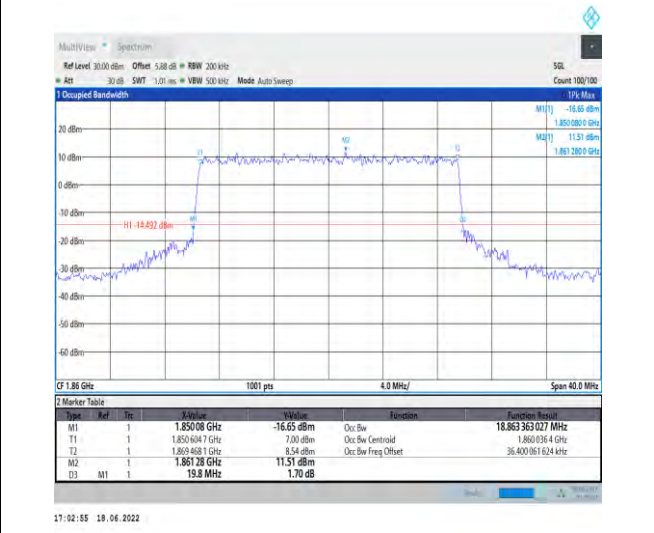 MultiView Spectrum
Ref Level 30.00 dBm Offset 5.88 dB RBW 200 kHz SGL
Att 30 dB SWT 1.01 ms VBW 500 kHz Mode Auto Sweep Count 100/100
1 Occupied Bandwidth 1Pk Max
M1[1] -16.65 dBm
1.850 080 0 GHz
20 dBm M2[1] 11.51 dBm
1.861 280 0 GHz
M2
T1 T2
10 dBm
0 dBm
-10 dBm
M1 D3
H1 -14.492 dBm
-20 dBm
-30 dBm
-40 dBm
-50 dBm
-60 dBm
CF 1.86 GHz 1001 pts 4.0 MHz/ Span 40.0 MHz
2 Marker Table
Type Ref Trc X-Value Y-Value Function Function Result
M1 1 1.85008 GHz -16.65 dBm Occ Bw 18.863 363 027 MHz
T1 1 1.850 604 7 GHz 7.00 dBm Occ Bw Centroid 1.860 036 4 GHz
T2 1 1.869 468 1 GHz 8.54 dBm Occ Bw Freq Offset 36.400 061 624 kHz
M2 1 1.86128 GHz 11.51 dBm
D3 M1 1 19.8 MHz 1.70 dB
17:02:55 18.06.2022